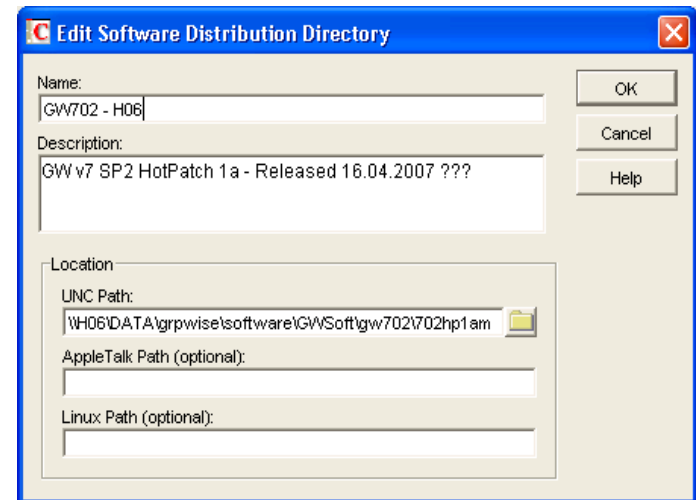 Edit Software Distribution Directory
Name:
GW702 - H06
OK
Description:
Cancel
GW v7 SP2 HotPatch 1a - Released 16.04.2007 ???
Help
Location
UNC Path:
\\H06\DATA\grpwise\software\GWSoft\gw702\702hp1am
AppleTalk Path (optional):
Linux Path (optional):